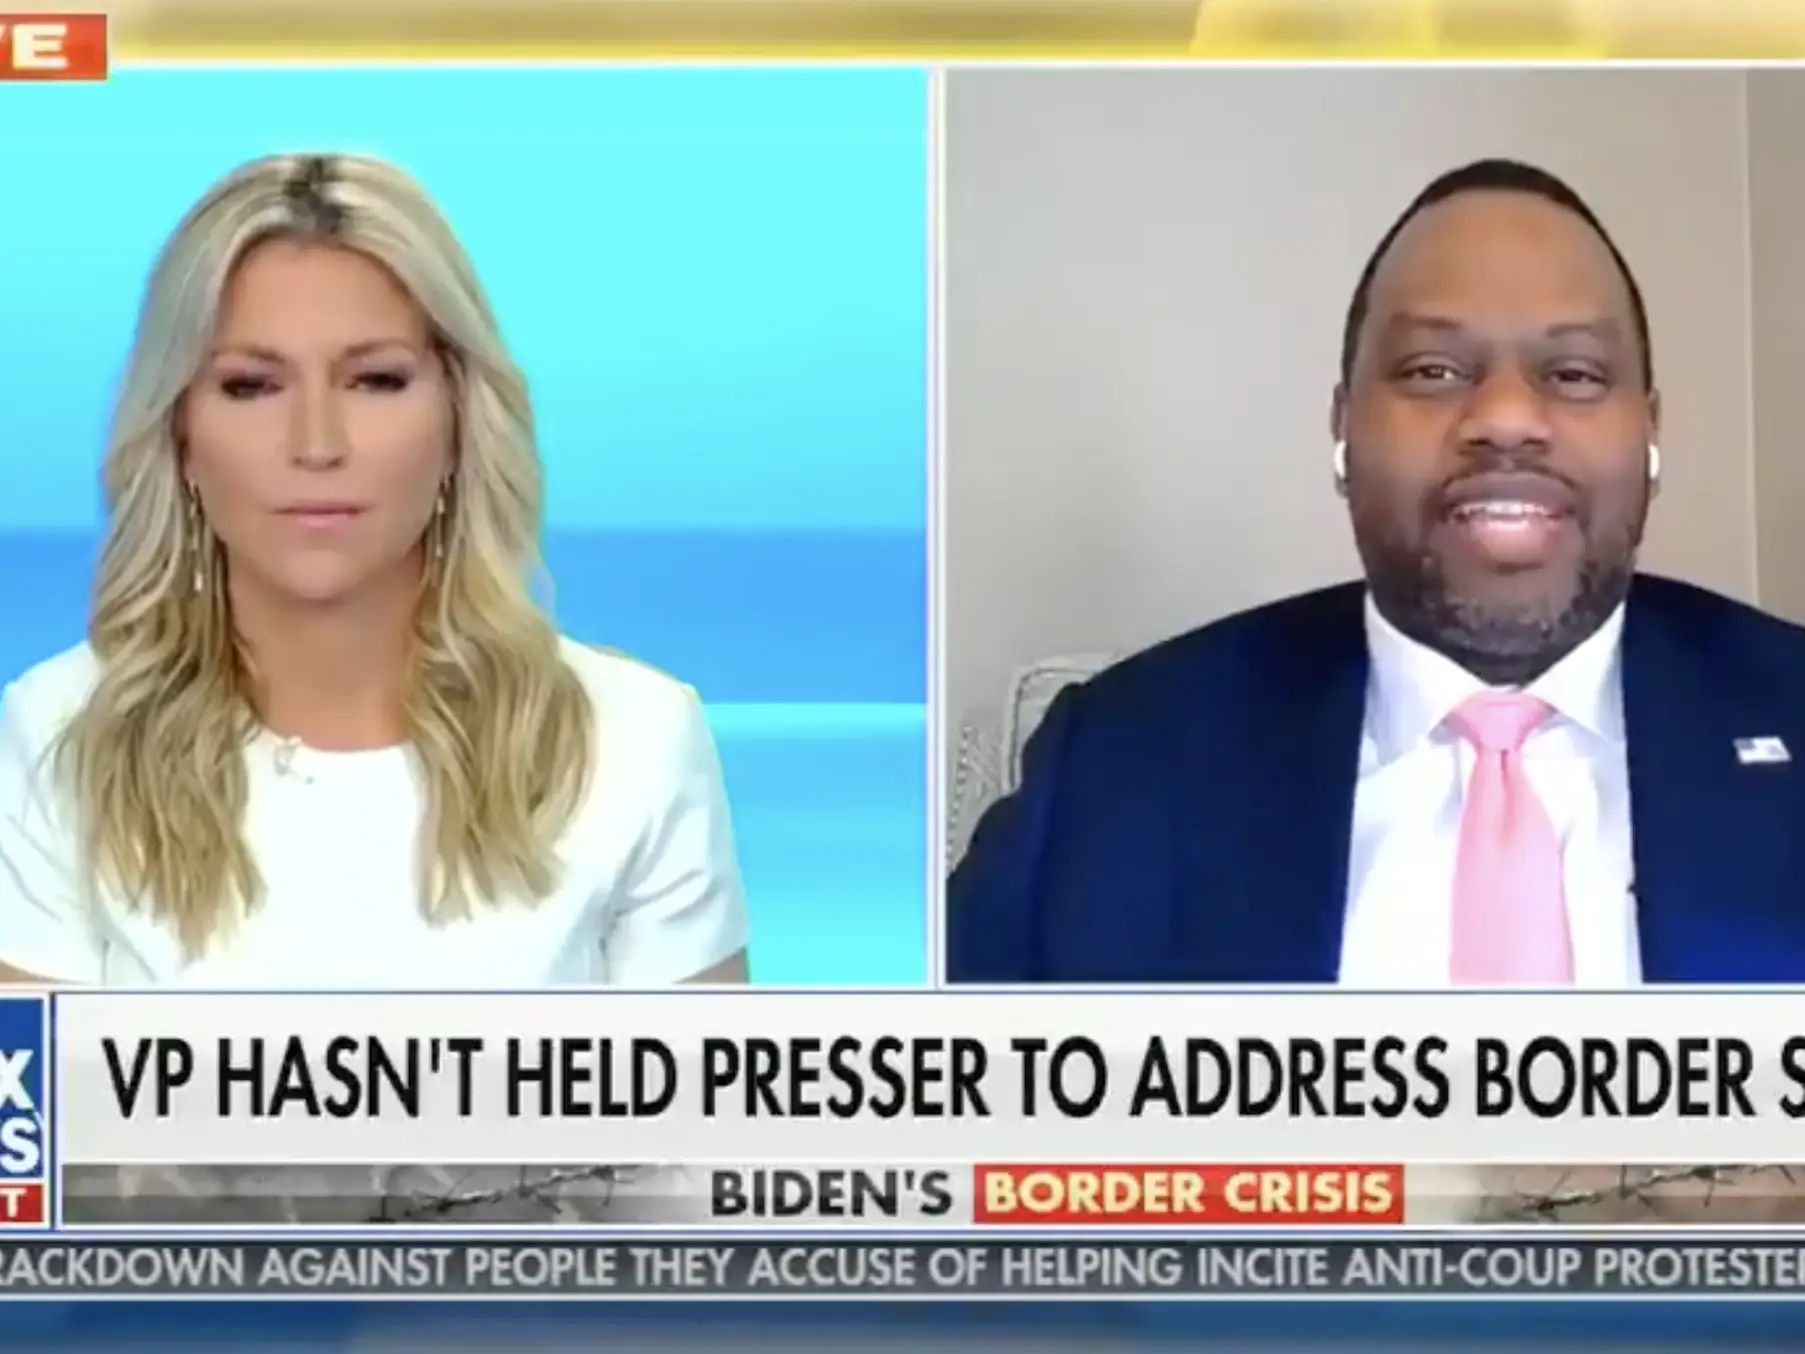 VE
VP HASN'T HELD PRESSER TO ADDRESS BORDER S
X
S
T
BIDEN'S BORDER CRISIS
RACKDOWN AGAINST PEOPLE THEY ACCUSE OF HELPING INCITE ANTI-COUP PROTESTER